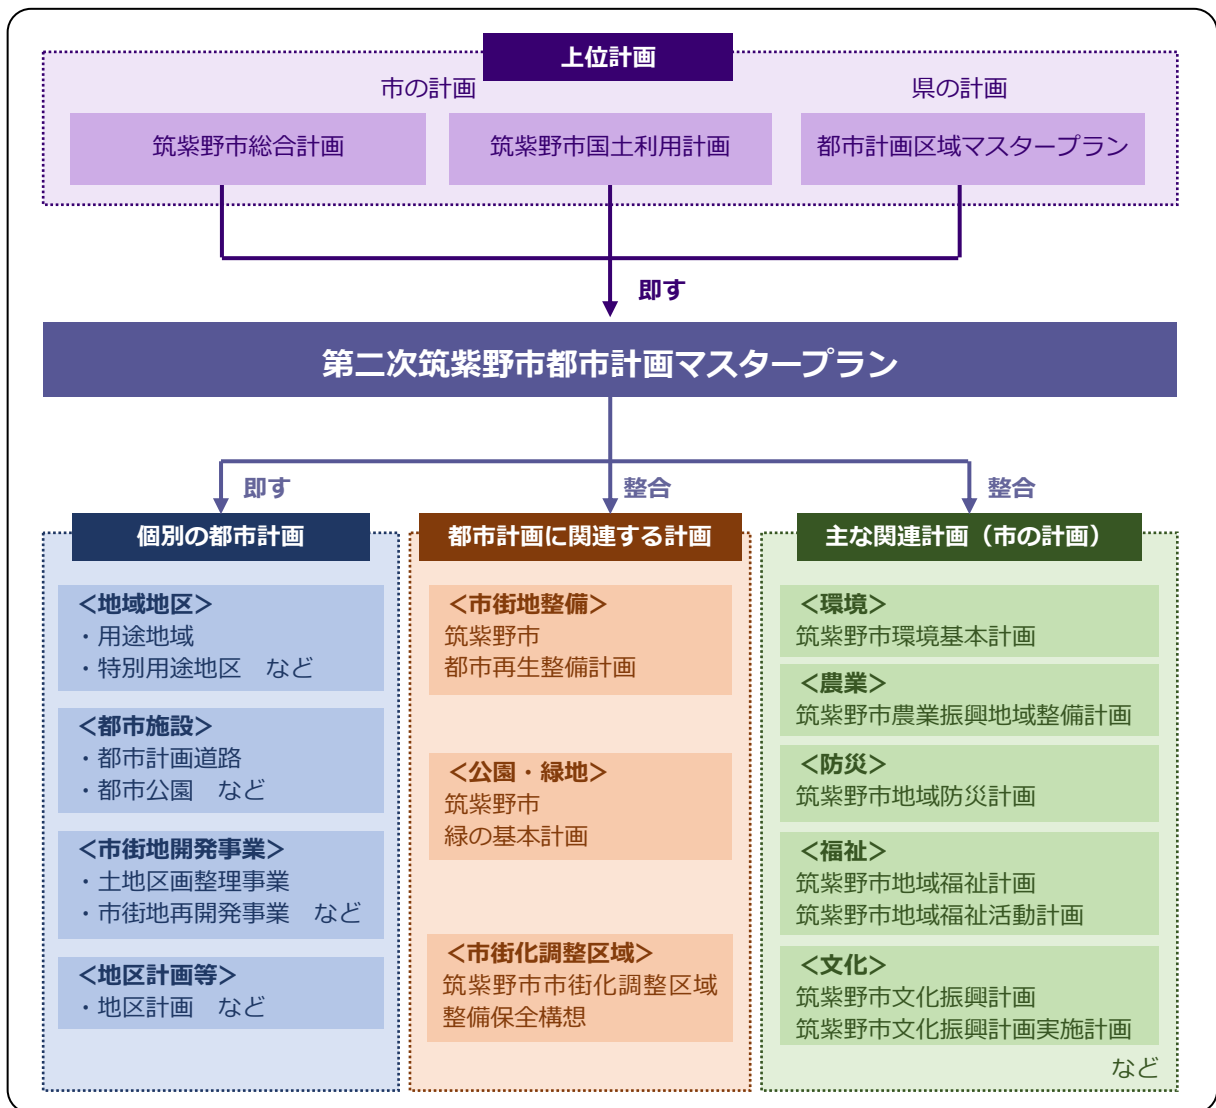 上位計画
市の計画
県の計画
筑紫野市総合計画
筑紫野市国土利用計画
都市計画区域マスタープラン
即す
第二次筑紫野市都市計画マスタープラン
即す
整合
整合
個別の都市計画
<地域地区>
・用途地域
・特別用途地区　など
<都市施設>
・都市計画道路
・都市公園　など
<市街地開発事業>
・土地区画整理事業
・市街地再開発事業　など
<地区計画等>
・地区計画　など
都市計画に関連する計画
<市街地整備>
筑紫野市
都市再生整備計画
<公園・緑地>
筑紫野市
緑の基本計画
<市街化調整区域>
筑紫野市市街化調整区域
整備保全構想
主な関連計画（市の計画）
<環境>
筑紫野市環境基本計画
<農業>
筑紫野市農業振興地域整備計画
<防災>
筑紫野市地域防災計画
<福祉>
筑紫野市地域福祉計画
筑紫野市地域福祉活動計画
<文化>
筑紫野市文化振興計画
筑紫野市文化振興計画実施計画
など